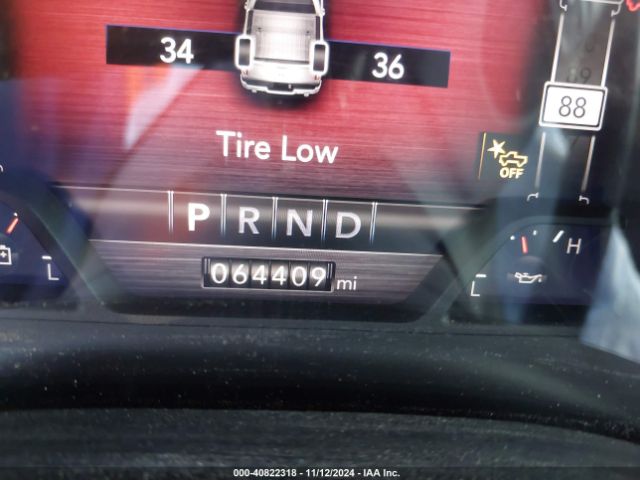 34
36
88
Tire Low
OFF
P R N D
064409 mi
L
L
H
000-40822318 - 11/12/2024 - IAA Inc.